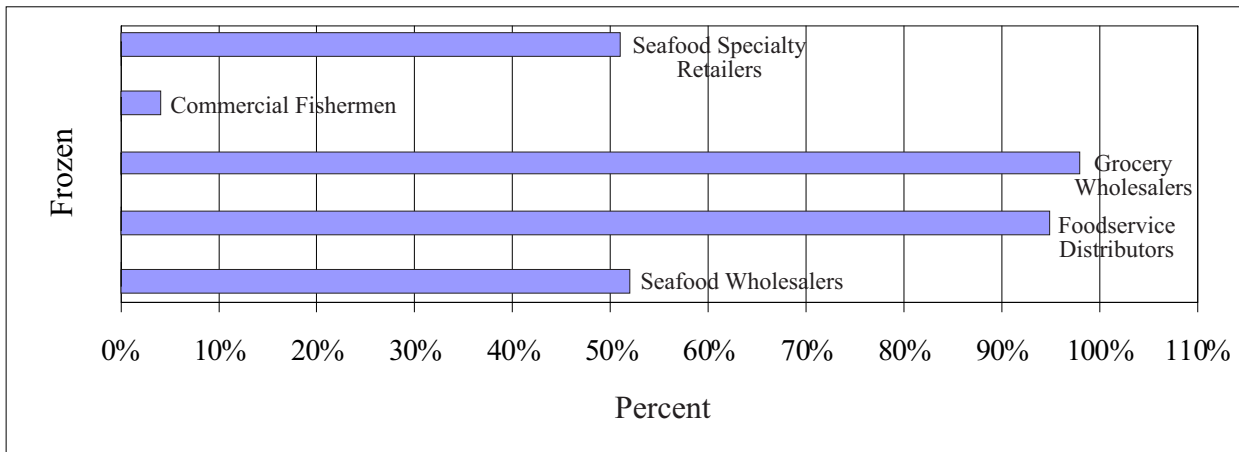 Seafood Specialty
Retailers
Commercial Fishermen
Grocery
Wholesalers
Foodservice
Distributors
Seafood Wholesalers
Frozen
0% 10% 20% 30% 40% 50% 60% 70% 80% 90% 100% 110%
Percent